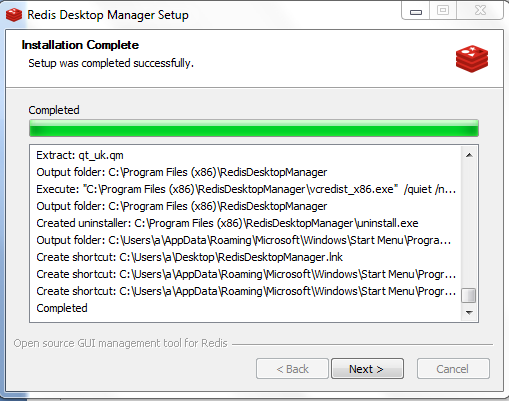 Redis Desktop Manager Setup
Installation Complete
Setup was completed successfully.
Completed
Extract: qt_uk.qm
Output folder: C:\Program Files (x86)\RedisDesktopManager
Execute: "C:\Program Files (x86)\RedisDesktopManager\vcredist_x86.exe"  /quiet /n...
Output folder: C:\Program Files (x86)\RedisDesktopManager
Created uninstaller: C:\Program Files (x86)\RedisDesktopManager\uninstall.exe
Output folder: C:\Users\a\AppData\Roaming\Microsoft\Windows\Start Menu\Progra...
Create shortcut: C:\Users\a\Desktop\RedisDesktopManager.lnk
Create shortcut: C:\Users\a\AppData\Roaming\Microsoft\Windows\Start Menu\Progr...
Create shortcut: C:\Users\a\AppData\Roaming\Microsoft\Windows\Start Menu\Progr...
Completed
Open source GUI management tool for Redis
< Back Next > Cancel